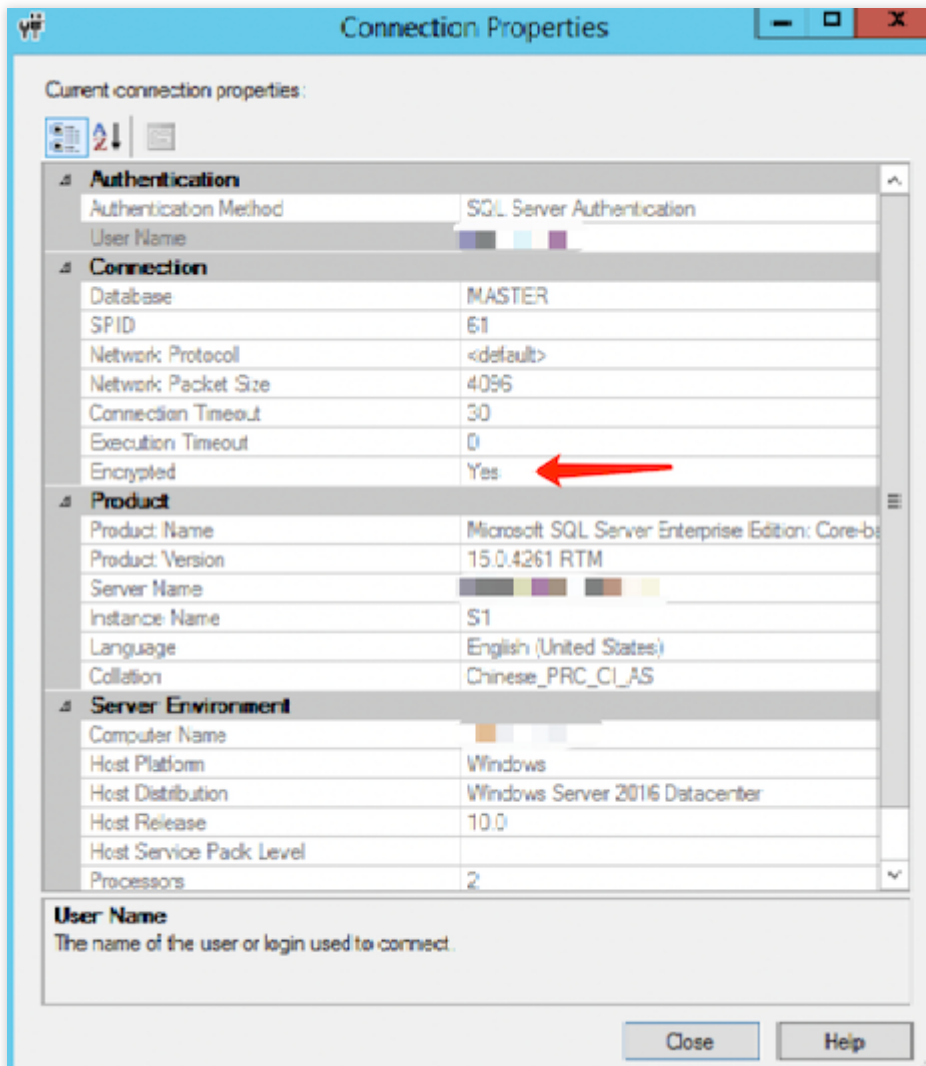 Connection Properties
Current connection properties:
Authentication
Authentication Method SQL Server Authentication
User Name
Connection
Database MASTER
SPID 61
Network Protocol <default>
Network Packet Size 4096
Connection Timeout 30
Execution Timeout 0
Encrypted Yes
Product
Product Name Microsoft SQL Server Enterprise Edition: Core-ba
Product Version 15.0.4261 RTM
Server Name
Instance Name S1
Language English (United States)
Collation Chinese_PRC_CI_AS
Server Environment
Computer Name
Host Platform Windows
Host Distribution Windows Server 2016 Datacenter
Host Release 10.0
Host Service Pack Level
Processors 2
User Name
The name of the user or login used to connect.
Close Help